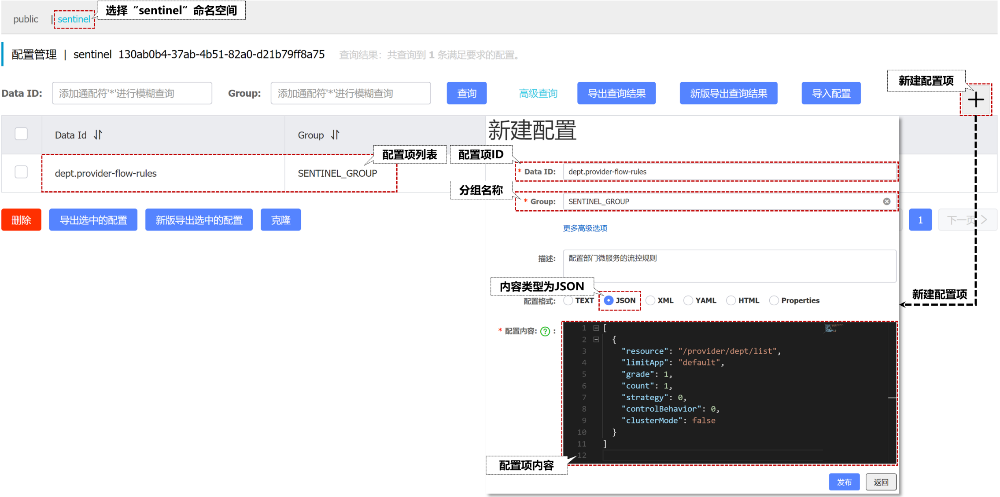 public | sentinel
选择“sentinel”命名空间
配置管理 | sentinel 130ab0b4-37ab-4b51-82a0-d21b79ff8a75 查询结果：共查询到 1 条满足要求的配置。
新建配置项
Data ID: 添加通配符'*'进行模糊查询 Group: 添加通配符'*'进行模糊查询 查询 高级查询 导出查询结果 新版导出查询结果 导入配置 +
Data Id Group
配置项列表
dept.provider-flow-rules SENTINEL_GROUP
删除 导出选中的配置 新版导出选中的配置 克隆
1 下一页
新建配置项
新建配置
配置项ID
* Data ID: dept.provider-flow-rules
分组名称
* Group: SENTINEL_GROUP
更多高级选项
描述: 配置部门微服务的流控规则
内容类型为JSON
配置格式: TEXT JSON XML YAML HTML Properties
* 配置内容: ? :
1 [
2 {
3 "resource": "/provider/dept/list",
4 "limitApp": "default",
5 "grade": 1,
6 "count": 1,
7 "strategy": 0,
8 "controlBehavior": 0,
9 "clusterMode": false
10 }
11 ]
12
配置项内容
发布 返回